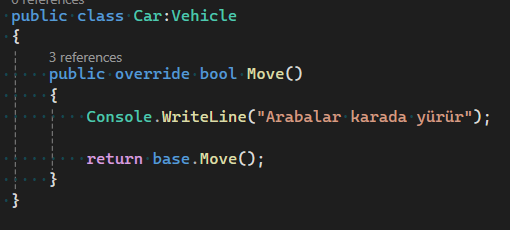 0 references
public class Car:Vehicle
{
3 references
public override bool Move()
{
Console.WriteLine("Arabalar karada yürür");
return base.Move();
}
}